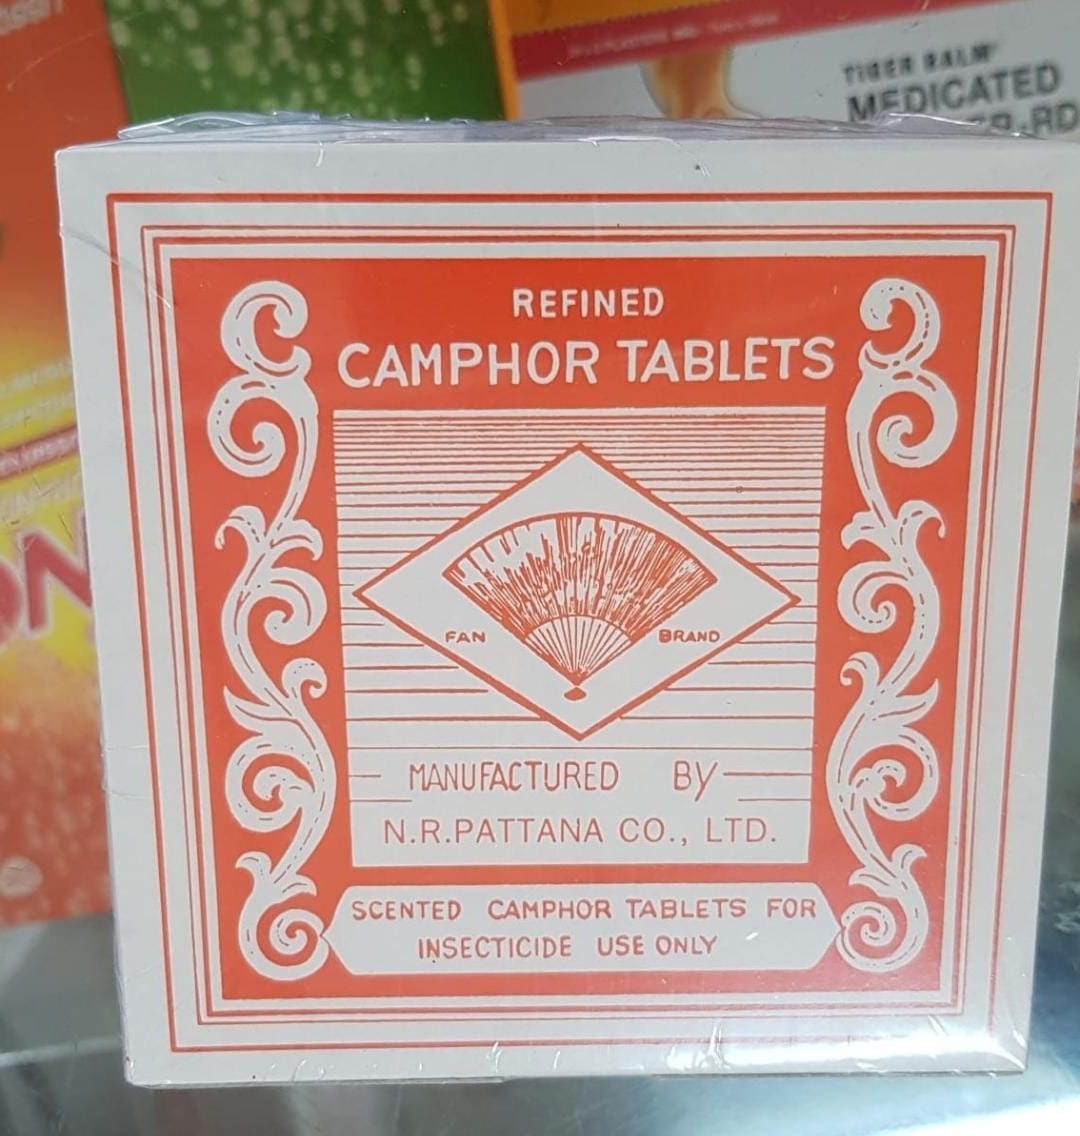 TIGER BALM
MEDICATED
REFINED
CAMPHOR TABLETS
FAN BRAND
MANUFACTURED By
N.R.PATTANA CO., LTD.
SCENTED CAMPHOR TABLETS FOR
INSECTICIDE USE ONLY